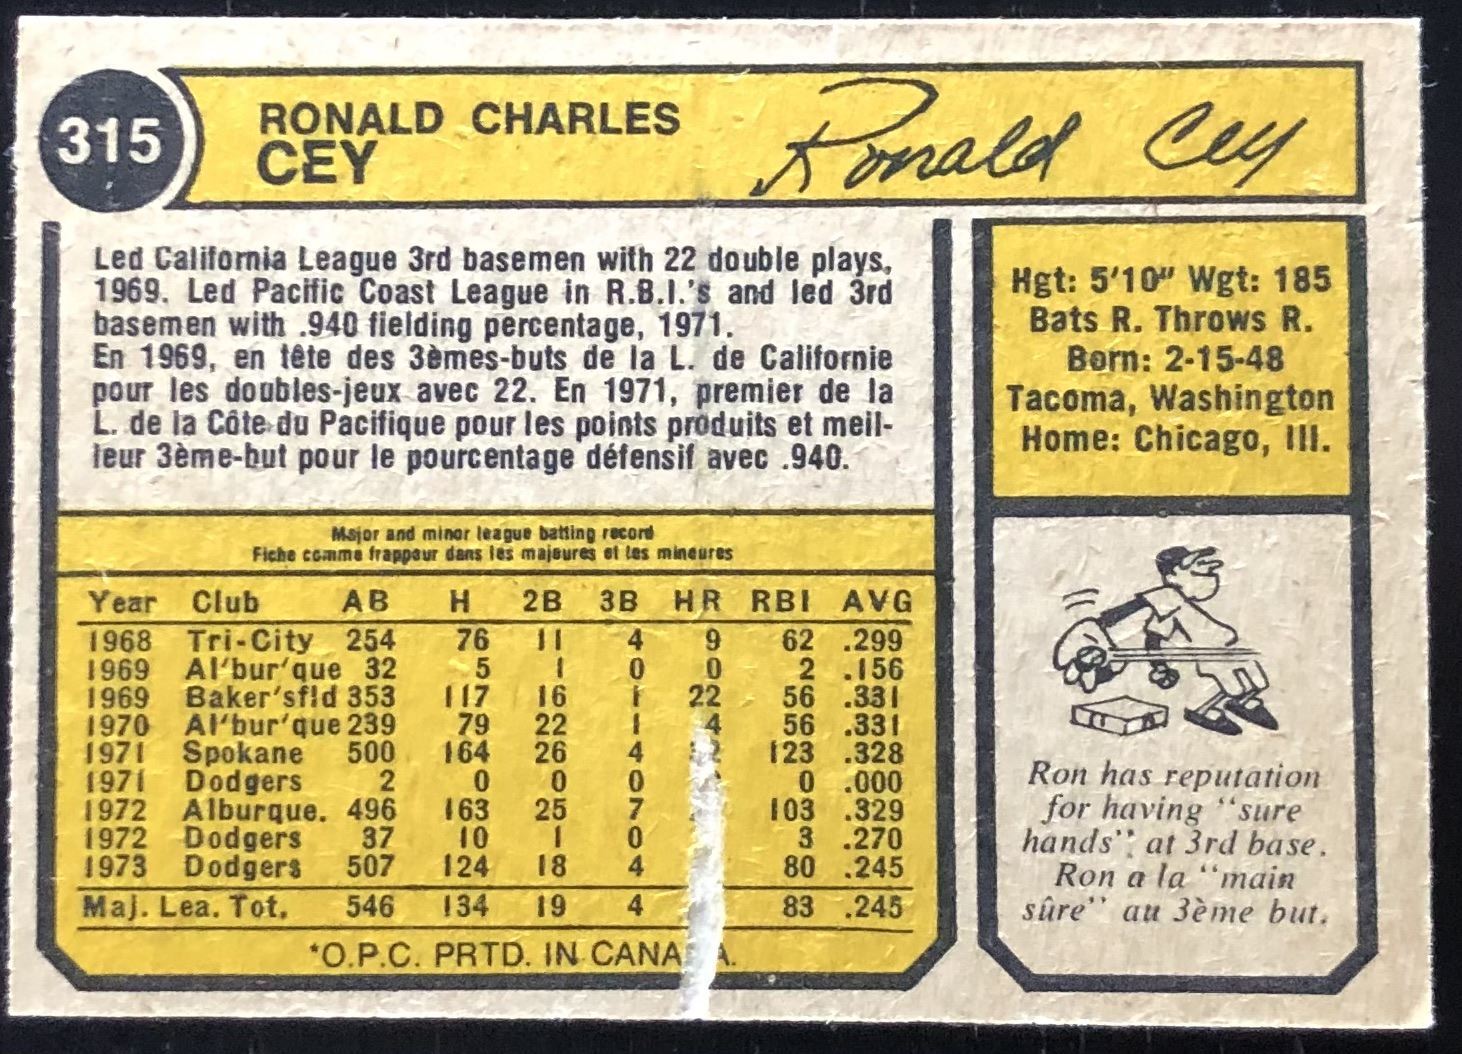 315
RONALD CHARLES
CEY
Ronald Cey
Led California League 3rd basemen with 22 double plays,
1969. Led Pacific Coast League in R.B.I.'s and led 3rd
basemen with .940 fielding percentage, 1971.
En 1969, en tête des 3èmes-buts de la L. de Californie
pour les doubles-jeux avec 22. En 1971, premier de la
L. de la Côte du Pacifique pour les points produits et meil-
leur 3ème-but pour le pourcentage défensif avec .940.
Hgt: 5'10" Wgt: 185
Bats R. Throws R.
Born: 2-15-48
Tacoma, Washington
Home: Chicago, Ill.
Major and minor league batting record
Fiche comme frappeur dans les majeures et les mineures
Year Club AB H 2B 3B HR RBI AVG
1968 Tri-City 254 76 11 4 9 62 .299
1969 Al'bur'que 32 5 1 0 0 2 .156
1969 Baker'sfld 353 117 16 1 22 56 .331
1970 Al'bur'que 239 79 22 1 4 56 .331
1971 Spokane 500 164 26 4 123 .328
1971 Dodgers 2 0 0 0 0 .000
1972 Alburque. 496 163 25 7 103 .329
1972 Dodgers 37 10 1 0 3 .270
1973 Dodgers 507 124 18 4 80 .245
Maj. Lea. Tot. 546 134 19 4 83 .245
*O.P.C. PRTD. IN
Ron has reputation
for having "sure
hands" at 3rd base.
Ron a la "main
sûre" au 3ème but.